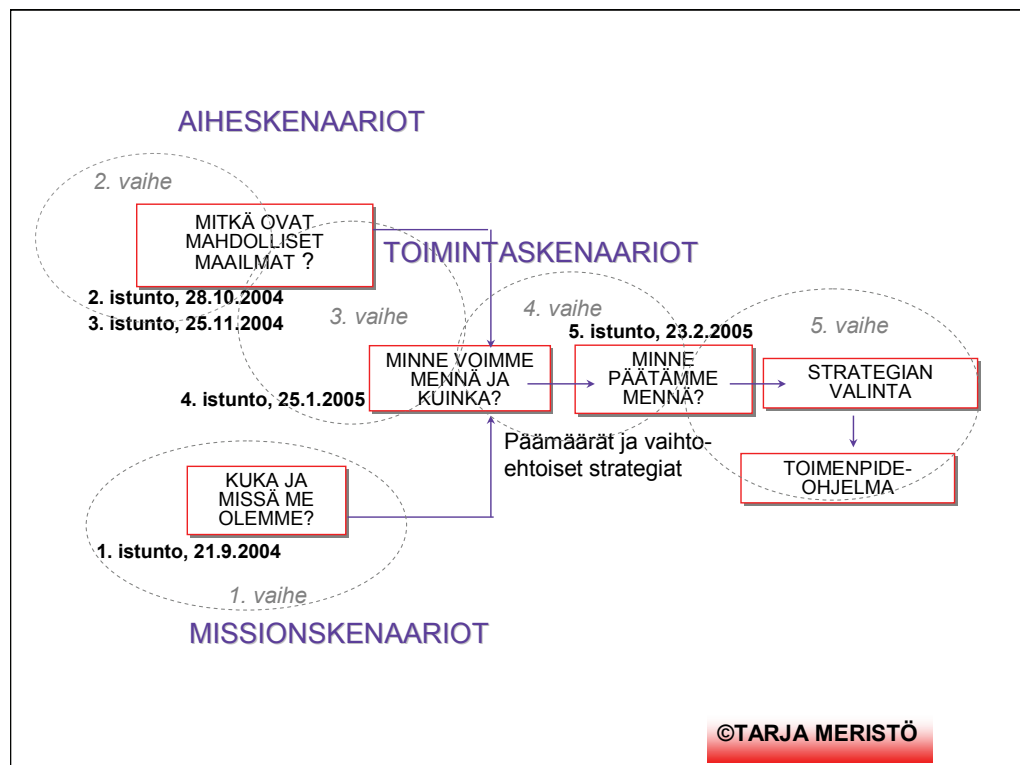 AIHESKENAARIOT
2. vaihe
MITKÄ OVAT
MAHDOLLISET
MAAILMAT ?
2. istunto, 28.10.2004
3. istunto, 25.11.2004
TOIMINTASKENAARIOT
3. vaihe
4. vaihe
5. istunto, 23.2.2005
5. vaihe
MINNE VOIMME
MENNÄ JA
KUINKA?
4. istunto, 25.1.2005
MINNE
PÄÄTÄMME
MENNÄ?
STRATEGIAN
VALINTA
Päämäärät ja vaihto-
ehtoiset strategiat
TOIMENPIDE-
OHJELMA
KUKA JA
MISSÄ ME
OLEMME?
1. istunto, 21.9.2004
1. vaihe
MISSIONSKENAARIOT
©TARJA MERISTÖ